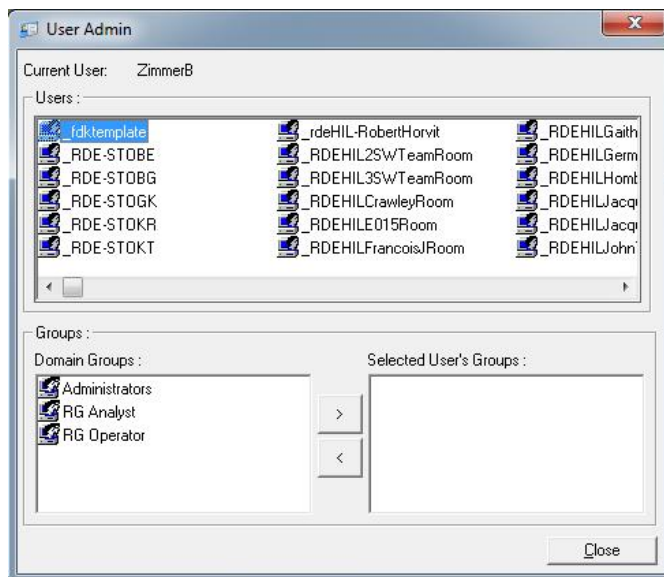 User Admin
Current User: ZimmerB
Users :
_fdktemplate _rdeHIL-RobertHorvit _RDEHILGaith
_RDE-STOBE _RDEHIL2SWTeamRoom _RDEHILGerm
_RDE-STOBG _RDEHIL3SWTeamRoom _RDEHILHomb
_RDE-STOGK _RDEHILCrawleyRoom _RDEHILJacqu
_RDE-STOKR _RDEHILE015Room _RDEHILJacqu
_RDE-STOKT _RDEHILFrancoisJRoom _RDEHILJohn
Groups :
Domain Groups : Selected User's Groups :
Administrators
RG Analyst
RG Operator
>
<
Close